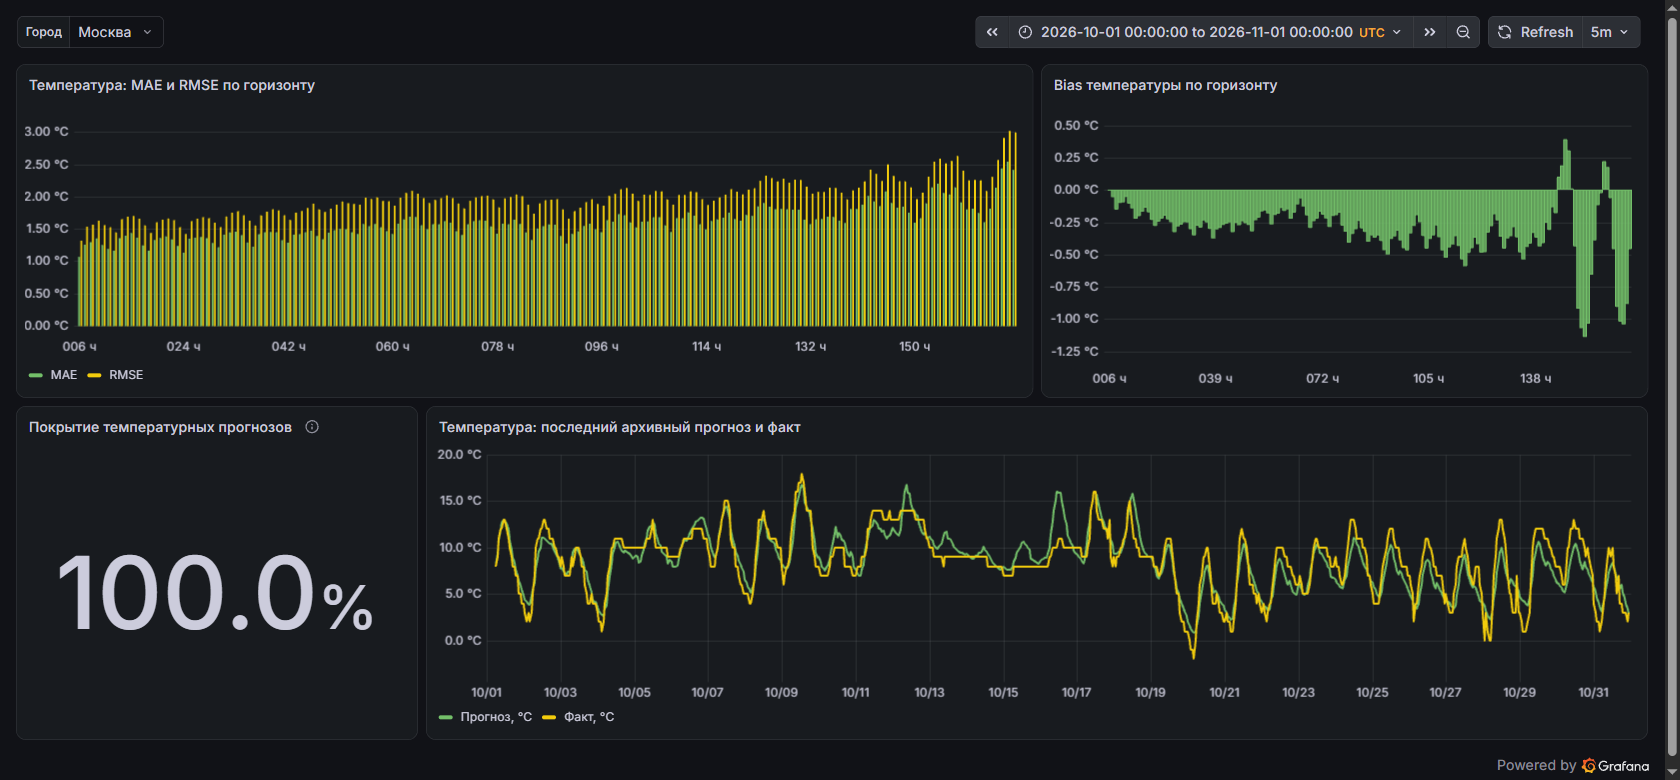 Город Москва
2026-10-01 00:00:00 to 2026-11-01 00:00:00 UTC
Refresh 5m
Температура: MAE и RMSE по горизонту
3.00 °C
2.50 °C
2.00 °C
1.50 °C
1.00 °C
0.50 °C
0.00 °C
006 ч 024 ч 042 ч 060 ч 078 ч 096 ч 114 ч 132 ч 150 ч
MAE RMSE
Bias температуры по горизонту
0.50 °C
0.25 °C
0.00 °C
-0.25 °C
-0.50 °C
-0.75 °C
-1.00 °C
-1.25 °C
006 ч 039 ч 072 ч 105 ч 138 ч
Покрытие температурных прогнозов
100.0%
Температура: последний архивный прогноз и факт
20.0 °C
15.0 °C
10.0 °C
5.0 °C
0.0 °C
10/01 10/03 10/05 10/07 10/09 10/11 10/13 10/15 10/17 10/19 10/21 10/23 10/25 10/27 10/29 10/31
Прогноз, °C Факт, °C
Powered by Grafana